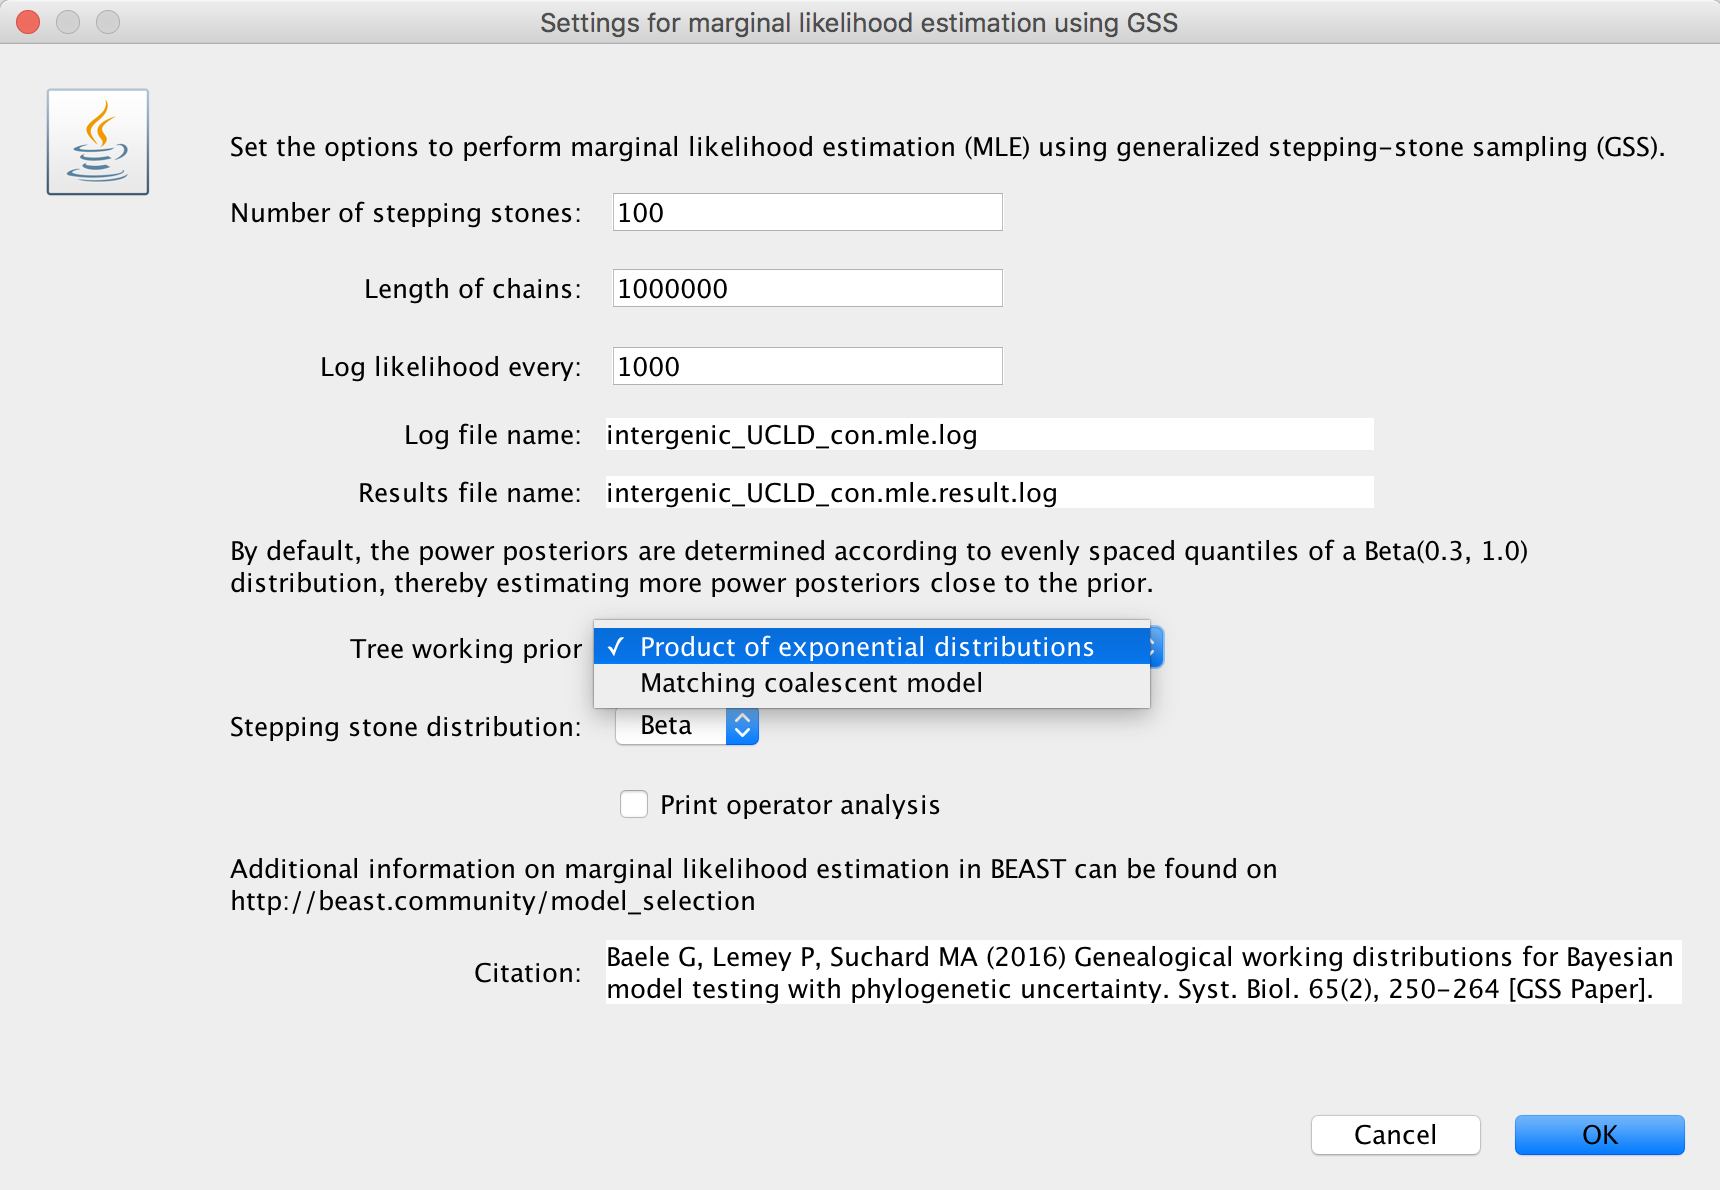 Settings for marginal likelihood estimation using GSS
Set the options to perform marginal likelihood estimation (MLE) using generalized stepping-stone sampling (GSS).
Number of stepping stones: 100
Length of chains: 1000000
Log likelihood every: 1000
Log file name: intergenic_UCLD_con.mle.log
Results file name: intergenic_UCLD_con.mle.result.log
By default, the power posteriors are determined according to evenly spaced quantiles of a Beta(0.3, 1.0)
distribution, thereby estimating more power posteriors close to the prior.
Tree working prior ✓ Product of exponential distributions
Matching coalescent model
Stepping stone distribution: Beta
Print operator analysis
Additional information on marginal likelihood estimation in BEAST can be found on
http://beast.community/model_selection
Citation: Baele G, Lemey P, Suchard MA (2016) Genealogical working distributions for Bayesian
model testing with phylogenetic uncertainty. Syst. Biol. 65(2), 250-264 [GSS Paper].
Cancel OK